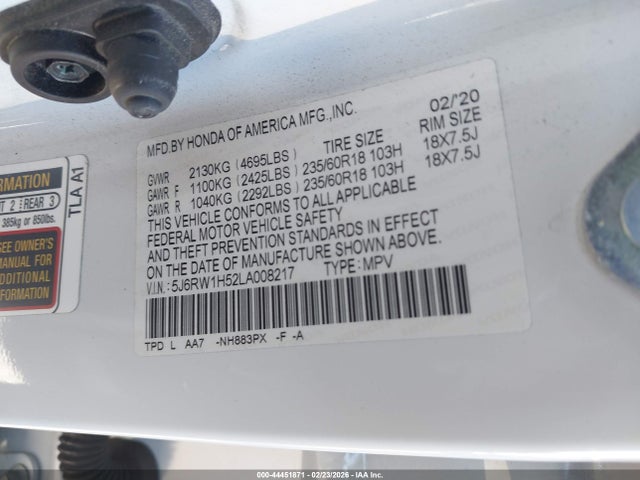 MFD.BY HONDA OF AMERICA MFG.,INC. 02/'20
GVWR 2130KG (4695LBS) TIRE SIZE RIM SIZE
GAWR F 1100KG (2425LBS) 235/60R18 103H 18X7.5J
GAWR R 1040KG (2292LBS) 235/60R18 103H 18X7.5J
THIS VEHICLE CONFORMS TO ALL APPLICABLE
FEDERAL MOTOR VEHICLE SAFETY
AND THEFT PREVENTION STANDARDS IN EFFECT
ON THE DATE OF MANUFACTURE SHOWN ABOVE.
V.I.N.: 5J6RW1H52LA008217 TYPE: MPV
TPD L AA7 -NH883PX -F -A
TLA A1
2 REAR 3
385kg or 850lbs.
SEE OWNER'S
MANUAL FOR
ADDITIONAL
INFORMATION
000-44451871 - 02/23/2026 - IAA Inc.